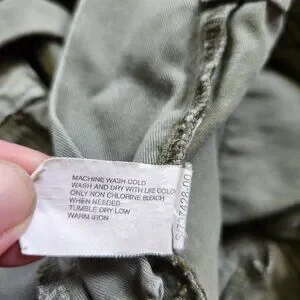 MACHINE WASH COLD
WASH AND DRY WITH LIKE COLO
ONLY NON CHLORINE BLEACH
WHEN NEEDED
TUMBLE DRY LOW
WARM IRON